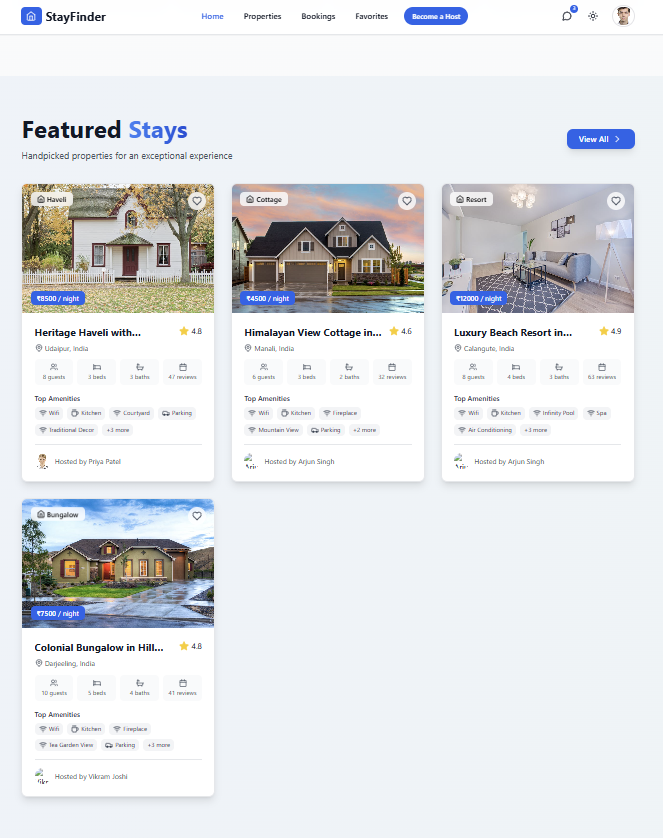 StayFinder
Home Properties Bookings Favorites Become a Host
Featured Stays
Handpicked properties for an exceptional experience
View All
Haveli
₹8500 / night
Heritage Haveli with... 4.8
Udaipur, India
8 guests 3 beds 3 baths 47 reviews
Top Amenities
Wifi Kitchen Courtyard Parking
Traditional Decor +3 more
Hosted by Priya Patel
Cottage
₹4500 / night
Himalayan View Cottage in... 4.6
Manali, India
6 guests 3 beds 2 baths 32 reviews
Top Amenities
Wifi Kitchen Fireplace
Mountain View Parking +2 more
Hosted by Arjun Singh
Resort
₹12000 / night
Luxury Beach Resort in... 4.9
Calangute, India
8 guests 4 beds 3 baths 63 reviews
Top Amenities
Wifi Kitchen Infinity Pool Spa
Air Conditioning +3 more
Hosted by Arjun Singh
Bungalow
₹7500 / night
Colonial Bungalow in Hill... 4.8
Darjeeling, India
10 guests 5 beds 4 baths 41 reviews
Top Amenities
Wifi Kitchen Fireplace
Tea Garden View Parking +3 more
Hosted by Vikram Joshi